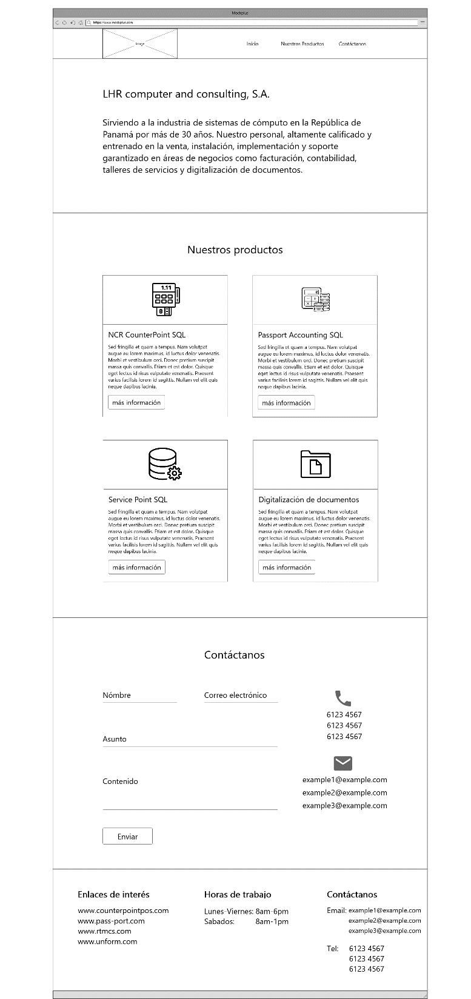 Mockplus
https://www.mockplus.com
Image
Início
Nuestros Productos
Contáctanos
LHR computer and consulting, S.A.
Sirviendo a la industria de sistemas de cómputo en la República de
Panamá por más de 30 años. Nuestro personal, altamente calificado y
entrenado en la venta, instalación, implementación y soporte
garantizado en áreas de negocios como facturación, contabilidad,
talleres de servicios y digitalización de documentos.
Nuestros productos
1.11
NCR CounterPoint SQL
Sed fringilla et quam a tempus. Nam volutpat
augue eu lorem maximus, id luctus dolor venenatis.
Morbi et vestibulum orci. Donec pretium suscipit
massa quis convallis. Etiam et est dolor. Quisque
eget lectus id risus vulputate venenatis. Praesent
varius facilisis lorem id sagittis. Nullam vel elit quis
neque dapibus lacinia.
más información
0
Passport Accounting SQL
Sed fringilla et quam a tempus. Nam volutpat
augue eu lorem maximus, id luctus dolor venenatis.
Morbi et vestibulum orci. Donec pretium suscipit
massa quis convallis. Etiam et est dolor. Quisque
eget lectus id risus vulputate venenatis. Praesent
varius facilisis lorem id sagittis. Nullam vel elit quis
neque dapibus lacinia.
más información
Service Point SQL
Sed fringilla et quam a tempus. Nam volutpat
augue eu lorem maximus, id luctus dolor venenatis.
Morbi et vestibulum orci. Donec pretium suscipit
massa quis convallis. Etiam et est dolor. Quisque
eget lectus id risus vulputate venenatis. Praesent
varius facilisis lorem id sagittis. Nullam vel elit quis
neque dapibus lacinia.
más información
Digitalización de documentos
Sed fringilla et quam a tempus. Nam volutpat
augue eu lorem maximus, id luctus dolor venenatis.
Morbi et vestibulum orci. Donec pretium suscipit
massa quis convallis. Etiam et est dolor. Quisque
eget lectus id risus vulputate venenatis. Praesent
varius facilisis lorem id sagittis. Nullam vel elit quis
neque dapibus lacinia.
más información
Contáctanos
Nómbre
Correo electrónico
Asunto
Contenido
Enviar
6123 4567
6123 4567
6123 4567
example1@example.com
example2@example.com
example3@example.com
Enlaces de interés
www.counterpointpos.com
www.pass-port.com
www.rtmcs.com
www.unform.com
Horas de trabajo
Lunes-Viernes: 8am-6pm
Sabados: 8am-1pm
Contáctanos
Email: example1@example.com
example2@example.com
example3@example.com
Tel: 6123 4567
6123 4567
6123 4567